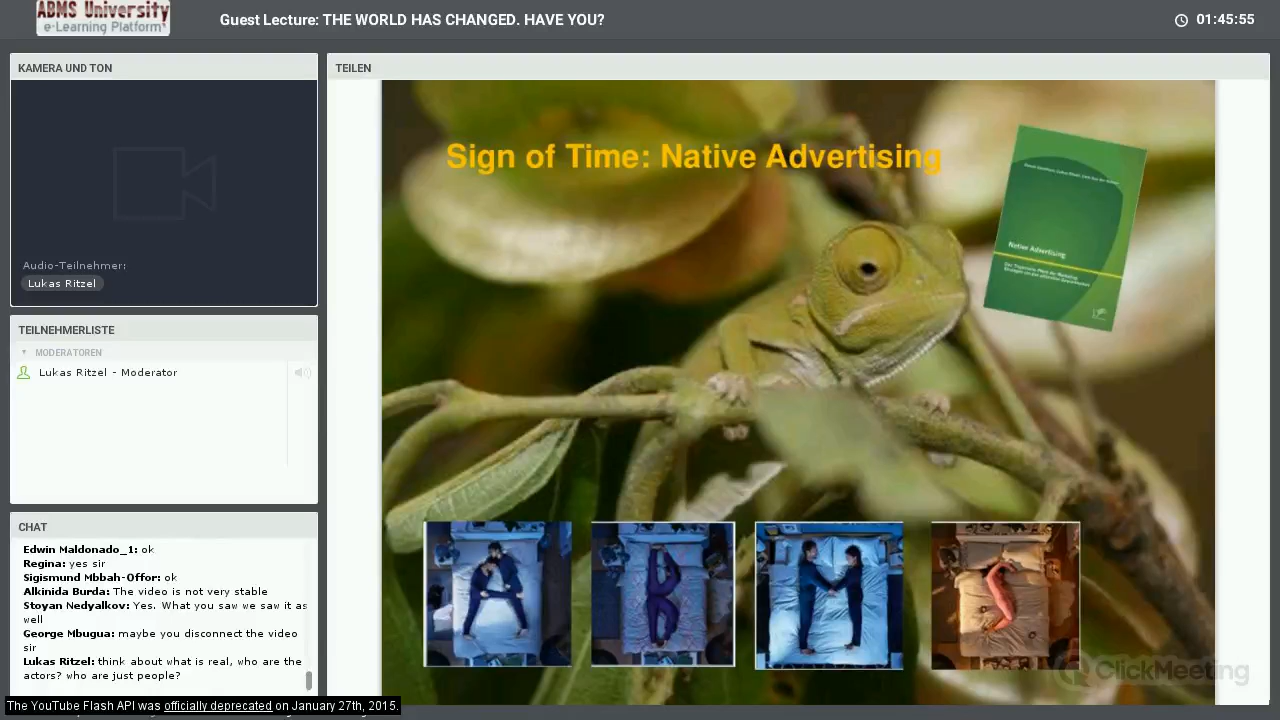 ABMS University
e-Learning Platform
Guest Lecture: THE WORLD HAS CHANGED. HAVE YOU?
01:45:55
KAMERA UND TON
TEILEN
Audio-Teilnehmer:
Lukas Ritzel
TEILNEHMERLISTE
MODERATOREN
Lukas Ritzel - Moderator
CHAT
Edwin Maldonado_1: ok
Regina: yes sir
Sigismund Mbbah-Offor: ok
Alkinida Burda: The video is not very stable
Stoyan Nedyalkov: Yes. What you saw we saw it as
well
George Mbugua: maybe you disconnect the video
sir
Lukas Ritzel: think about what is real, who are the
actors? who are just people?
The YouTube Flash API was officially deprecated on January 27th, 2015.
Sign of Time: Native Advertising
Native Advertising
ClickMeeting